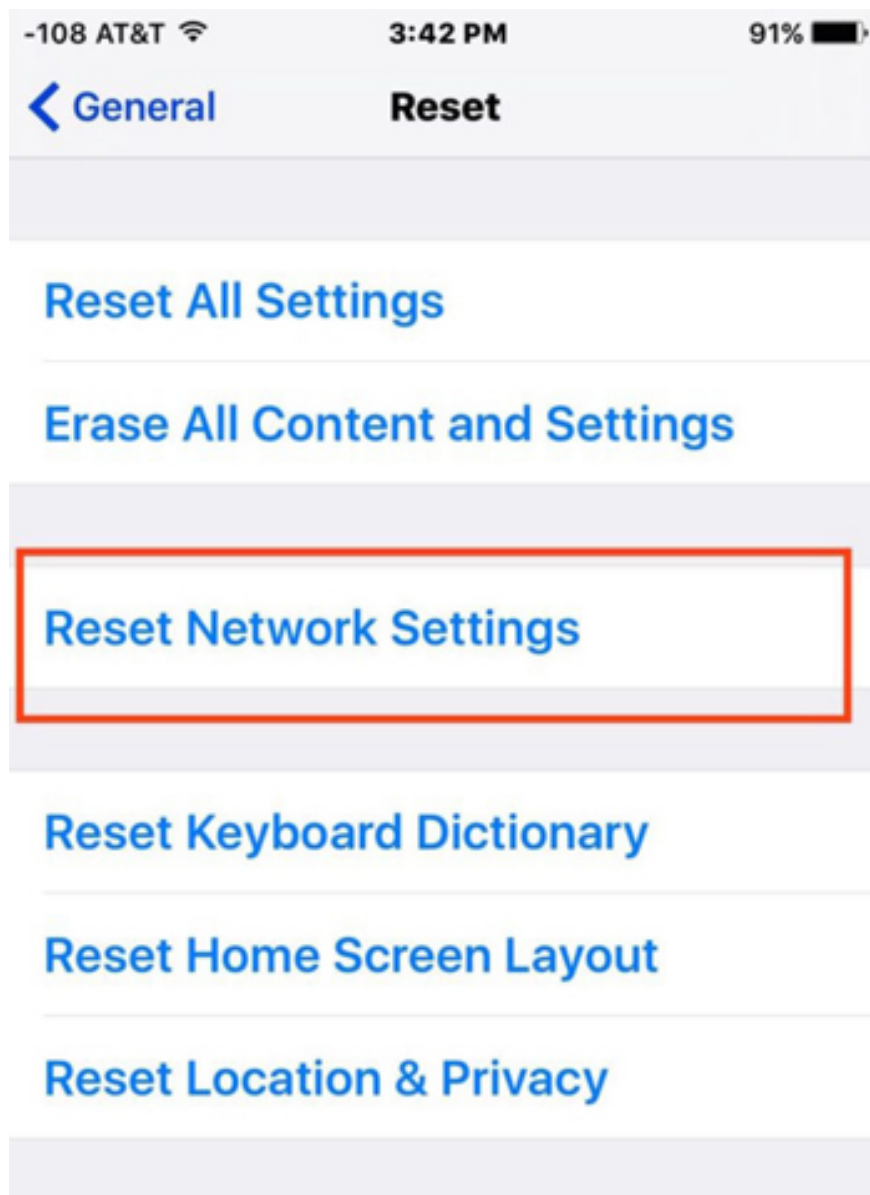 -108 AT&T 3:42 PM 91%
General Reset
Reset All Settings
Erase All Content and Settings
Reset Network Settings
Reset Keyboard Dictionary
Reset Home Screen Layout
Reset Location & Privacy